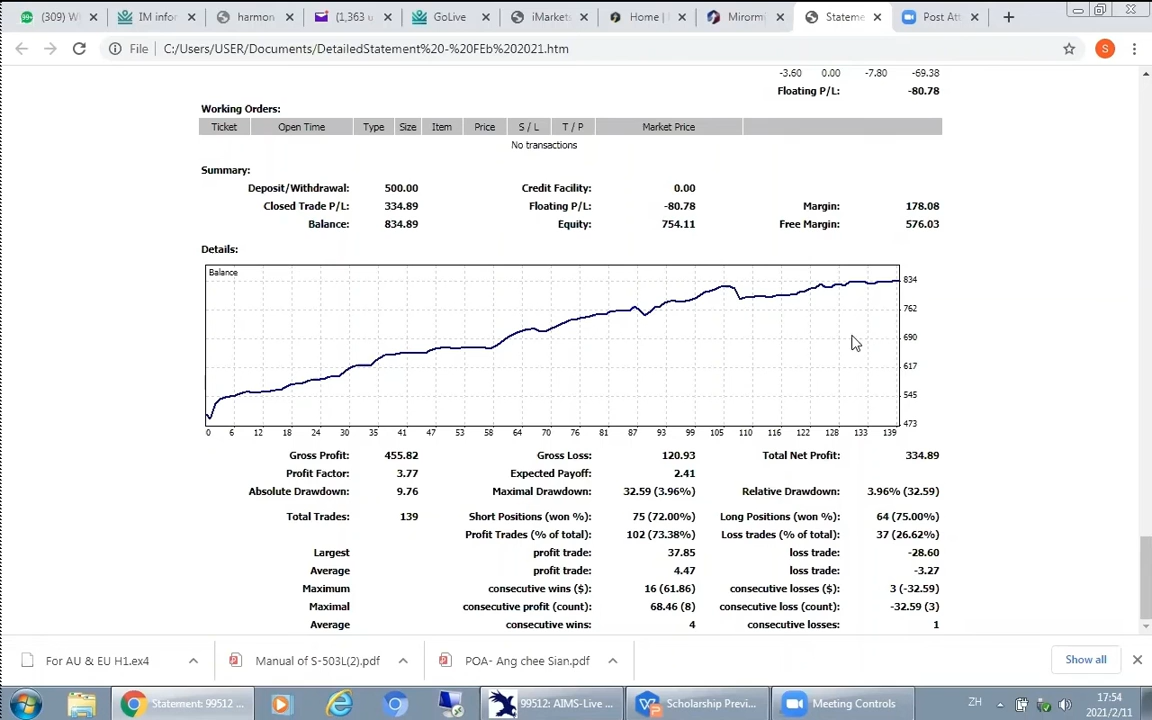 (309) W
IM infor
harmon
(1,363 u
GoLive
iMarkets
Home |
Mirorm
Stateme
Post Att
File C:/Users/USER/Documents/DetailedStatement%20-%20FEb%202021.htm
S
-3.60 0.00 -7.80 -69.38
Floating P/L: -80.78
Working Orders:
Ticket Open Time Type Size Item Price S / L T / P Market Price
No transactions
Summary:
Deposit/Withdrawal: 500.00 Credit Facility: 0.00
Closed Trade P/L: 334.89 Floating P/L: -80.78 Margin: 178.08
Balance: 834.89 Equity: 754.11 Free Margin: 576.03
Details:
Balance
834
762
690
617
545
473
0 6 12 18 24 30 35 41 47 52 58 64 70 76 81 87 93 99 105 110 116 122 128 133 139
Gross Profit: 455.82 Gross Loss: 120.93 Total Net Profit: 334.89
Profit Factor: 3.77 Expected Payoff: 2.41
Absolute Drawdown: 9.76 Maximal Drawdown: 32.59 (3.96%) Relative Drawdown: 3.96% (32.59)
Total Trades: 139 Short Positions (won %): 75 (72.00%) Long Positions (won %): 64 (75.00%)
Profit Trades (% of total): 102 (73.38%) Loss trades (% of total): 37 (26.62%)
Largest profit trade: 37.85 loss trade: -28.60
Average profit trade: 4.47 loss trade: -3.27
Maximum consecutive wins ($): 16 (61.86) consecutive losses ($): 3 (-32.59)
Maximal consecutive profit (count): 68.46 (8) consecutive loss (count): -32.59 (3)
Average consecutive wins: 4 consecutive losses: 1
For AU & EU H1.ex4
Manual of S-503L(2).pdf
POA- Ang chee Sian.pdf
Show all
Statement: 99512 ...
99512: AIMS-Live ...
Scholarship Previ...
Meeting Controls
ZH
17:54
2021/2/11